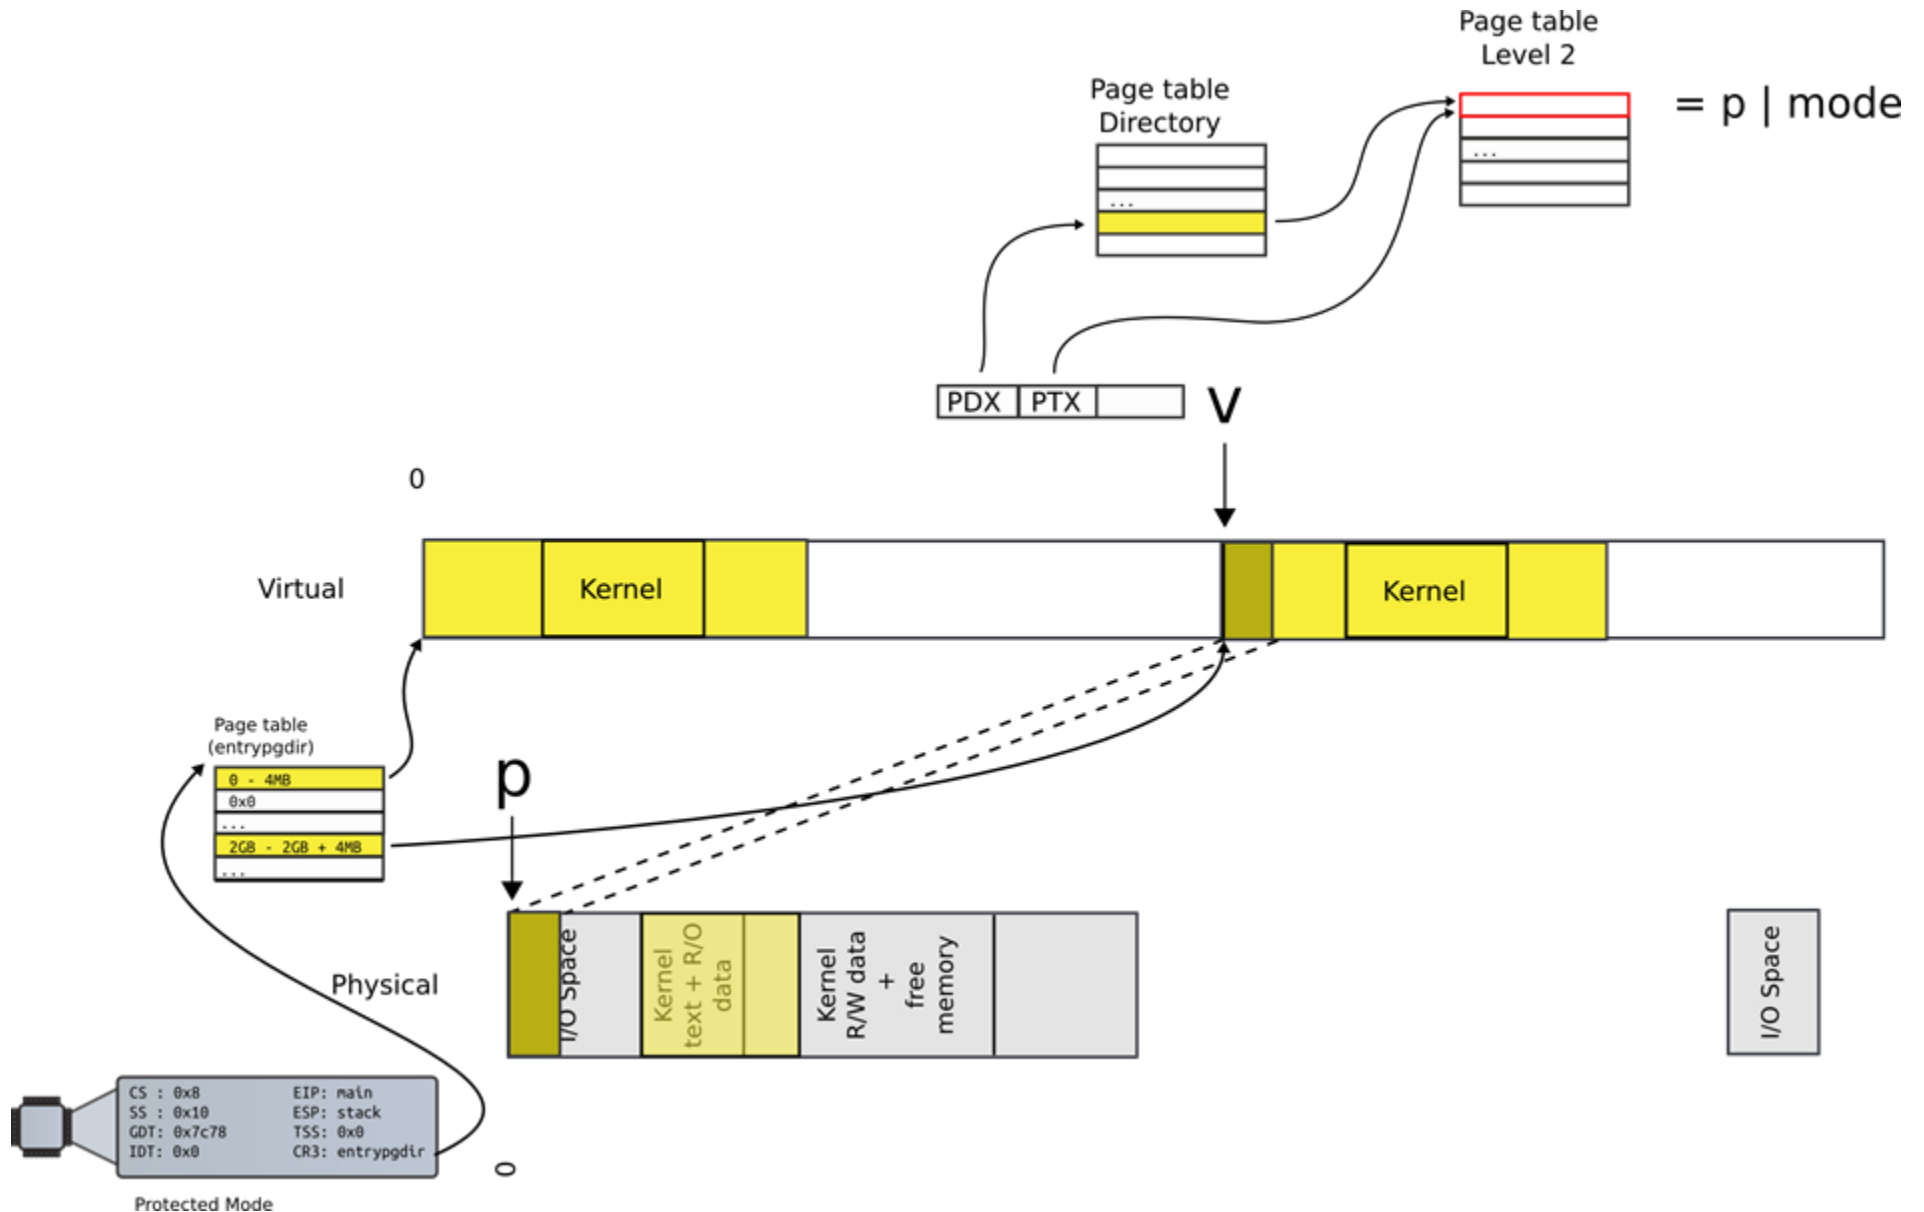 Page table
Level 2
= p | mode
Page table
Directory
...
...
PDX PTX
v
0
Virtual
Kernel
Kernel
Page table
(entrypgdir)
0 - 4MB
0x0
...
2GB - 2GB + 4MB
...
p
Physical
I/O Space
Kernel
text + R/O
data
Kernel
R/W data
+
free
memory
I/O Space
CS : 0x8 EIP: main
SS : 0x10 ESP: stack
GDT: 0x7c78 TSS: 0x0
IDT: 0x0 CR3: entrypgdir
0
Protected Mode